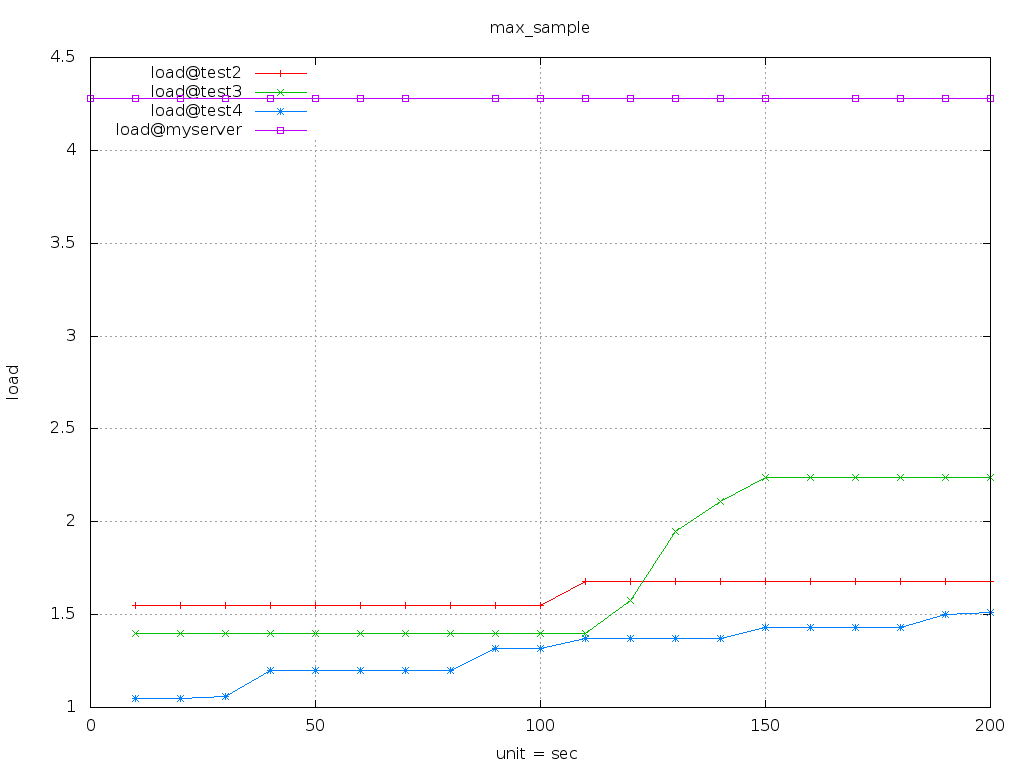 max_sample
4.5
load@test2
load@test3
load@test4
load@myserver
4
3.5
3
load
2.5
2
1.5
1
0 50 100 150 200
unit = sec